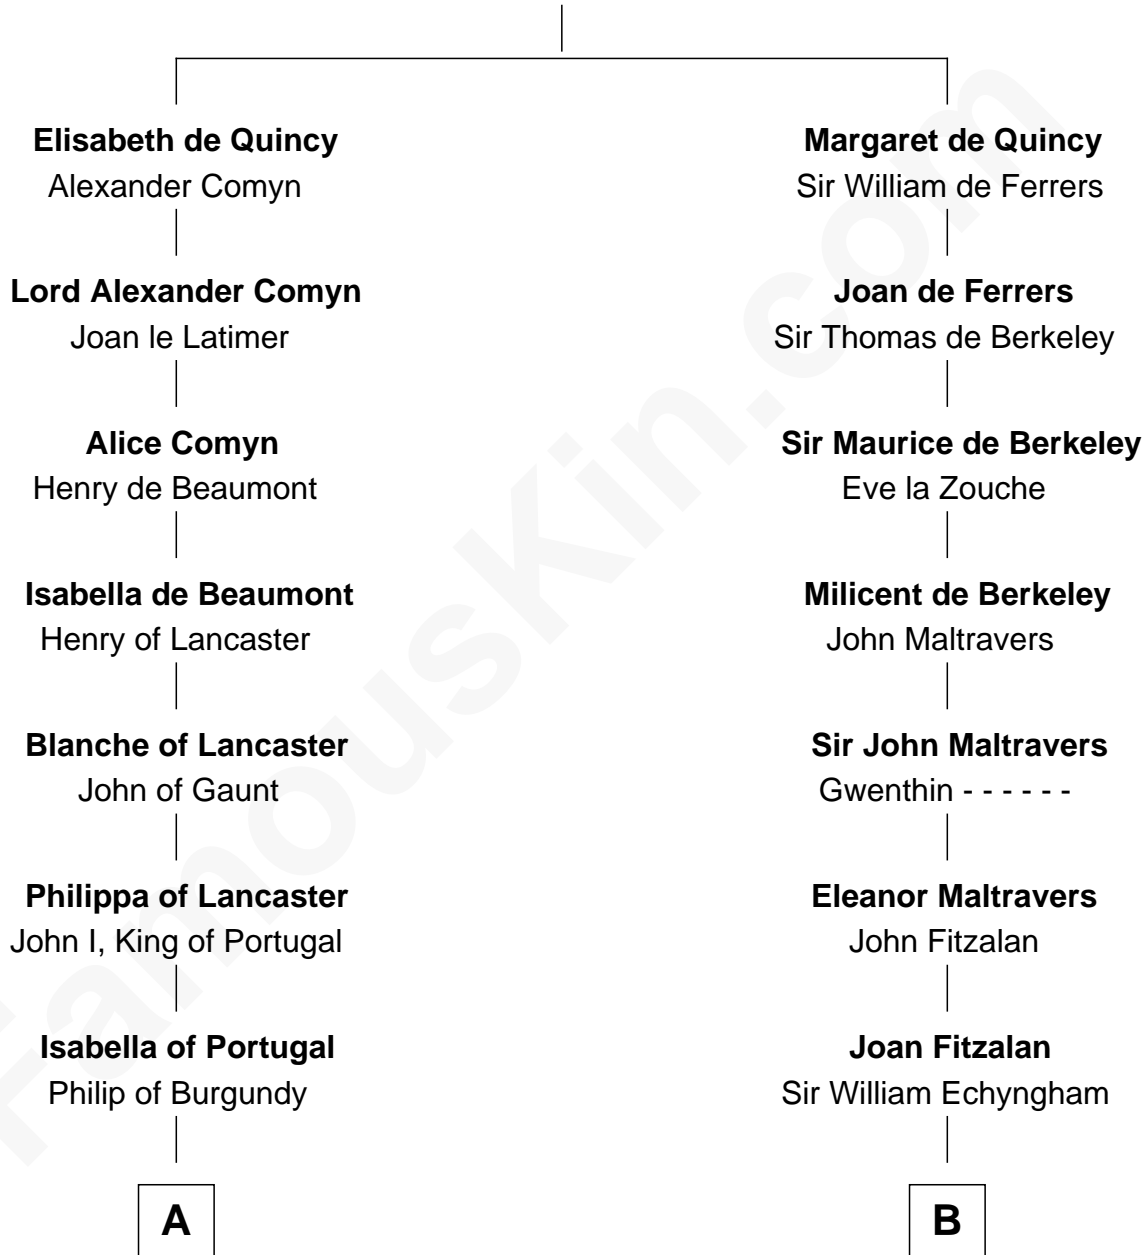 Elisabeth de Quincy
Alexander Comyn
Lord Alexander Comyn
Joan le Latimer
Alice Comyn
Henry de Beaumont
Isabella de Beaumont
Henry of Lancaster
Blanche of Lancaster
John of Gaunt
Philippa of Lancaster
John I, King of Portugal
Isabella of Portugal
Philip of Burgundy
A
Margaret de Quincy
Sir William de Ferrers
Joan de Ferrers
Sir Thomas de Berkeley
Sir Maurice de Berkeley
Eve la Zouche
Milicent de Berkeley
John Maltravers
Sir John Maltravers
Gwenthin - - - - - -
Eleanor Maltravers
John Fitzalan
Joan Fitzalan
Sir William Echyngham
B
FamousKin.com